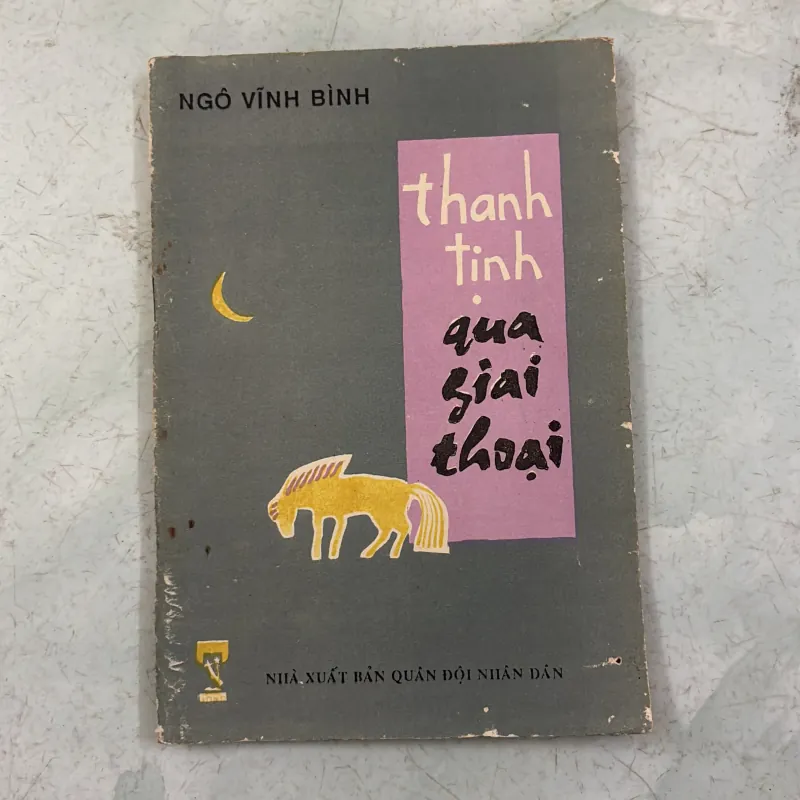 NGÔ VĨNH BÌNH
thanh
tịnh
qua
giai
thoại
NHÀ XUẤT BẢN QUÂN ĐỘI NHÂN DÂN